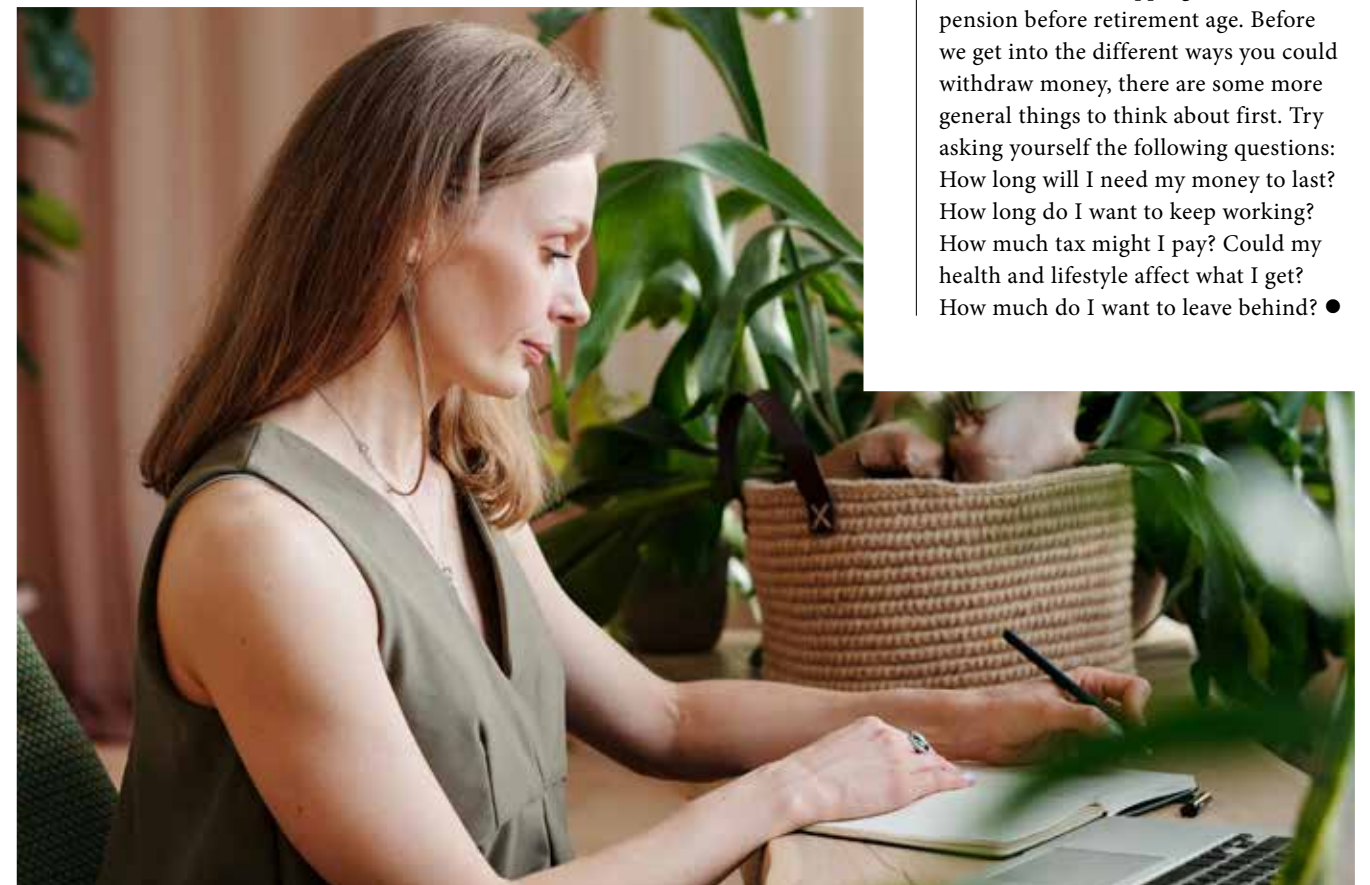 pension before retirement age. Before
we get into the different ways you could
withdraw money, there are some more
general things to think about first. Try
asking yourself the following questions:
How long will I need my money to last?
How long do I want to keep working?
How much tax might I pay? Could my
health and lifestyle affect what I get?
How much do I want to leave behind? ●